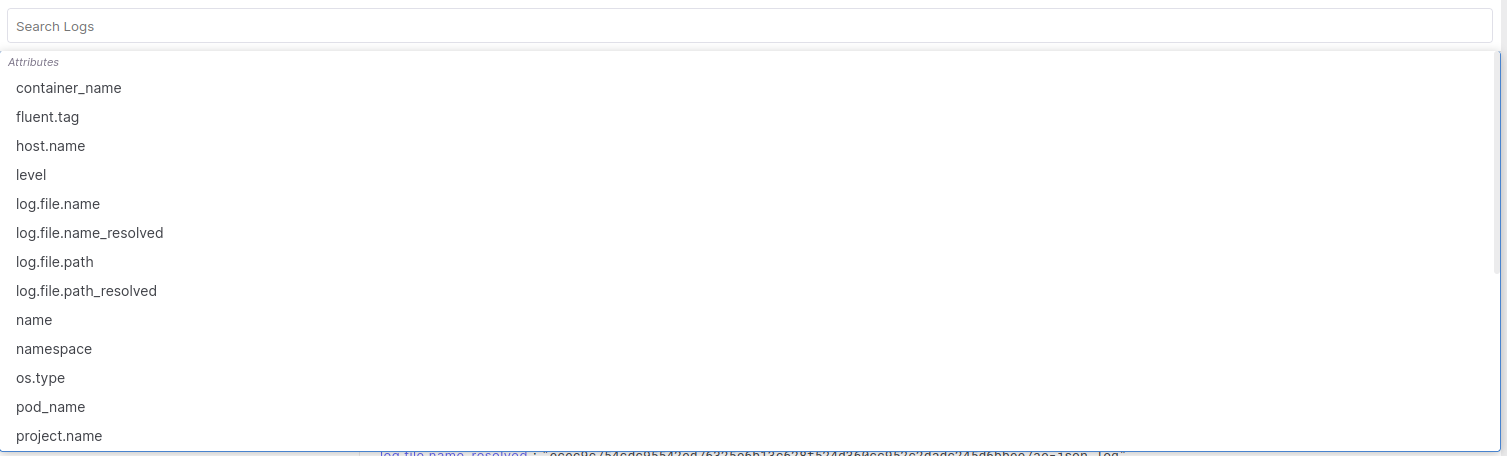 Search Logs
Attributes
container_name
fluent.tag
host.name
level
log.file.name
log.file.name_resolved
log.file.path
log.file.path_resolved
name
namespace
os.type
pod_name
project.name
log.file.name_resolved :